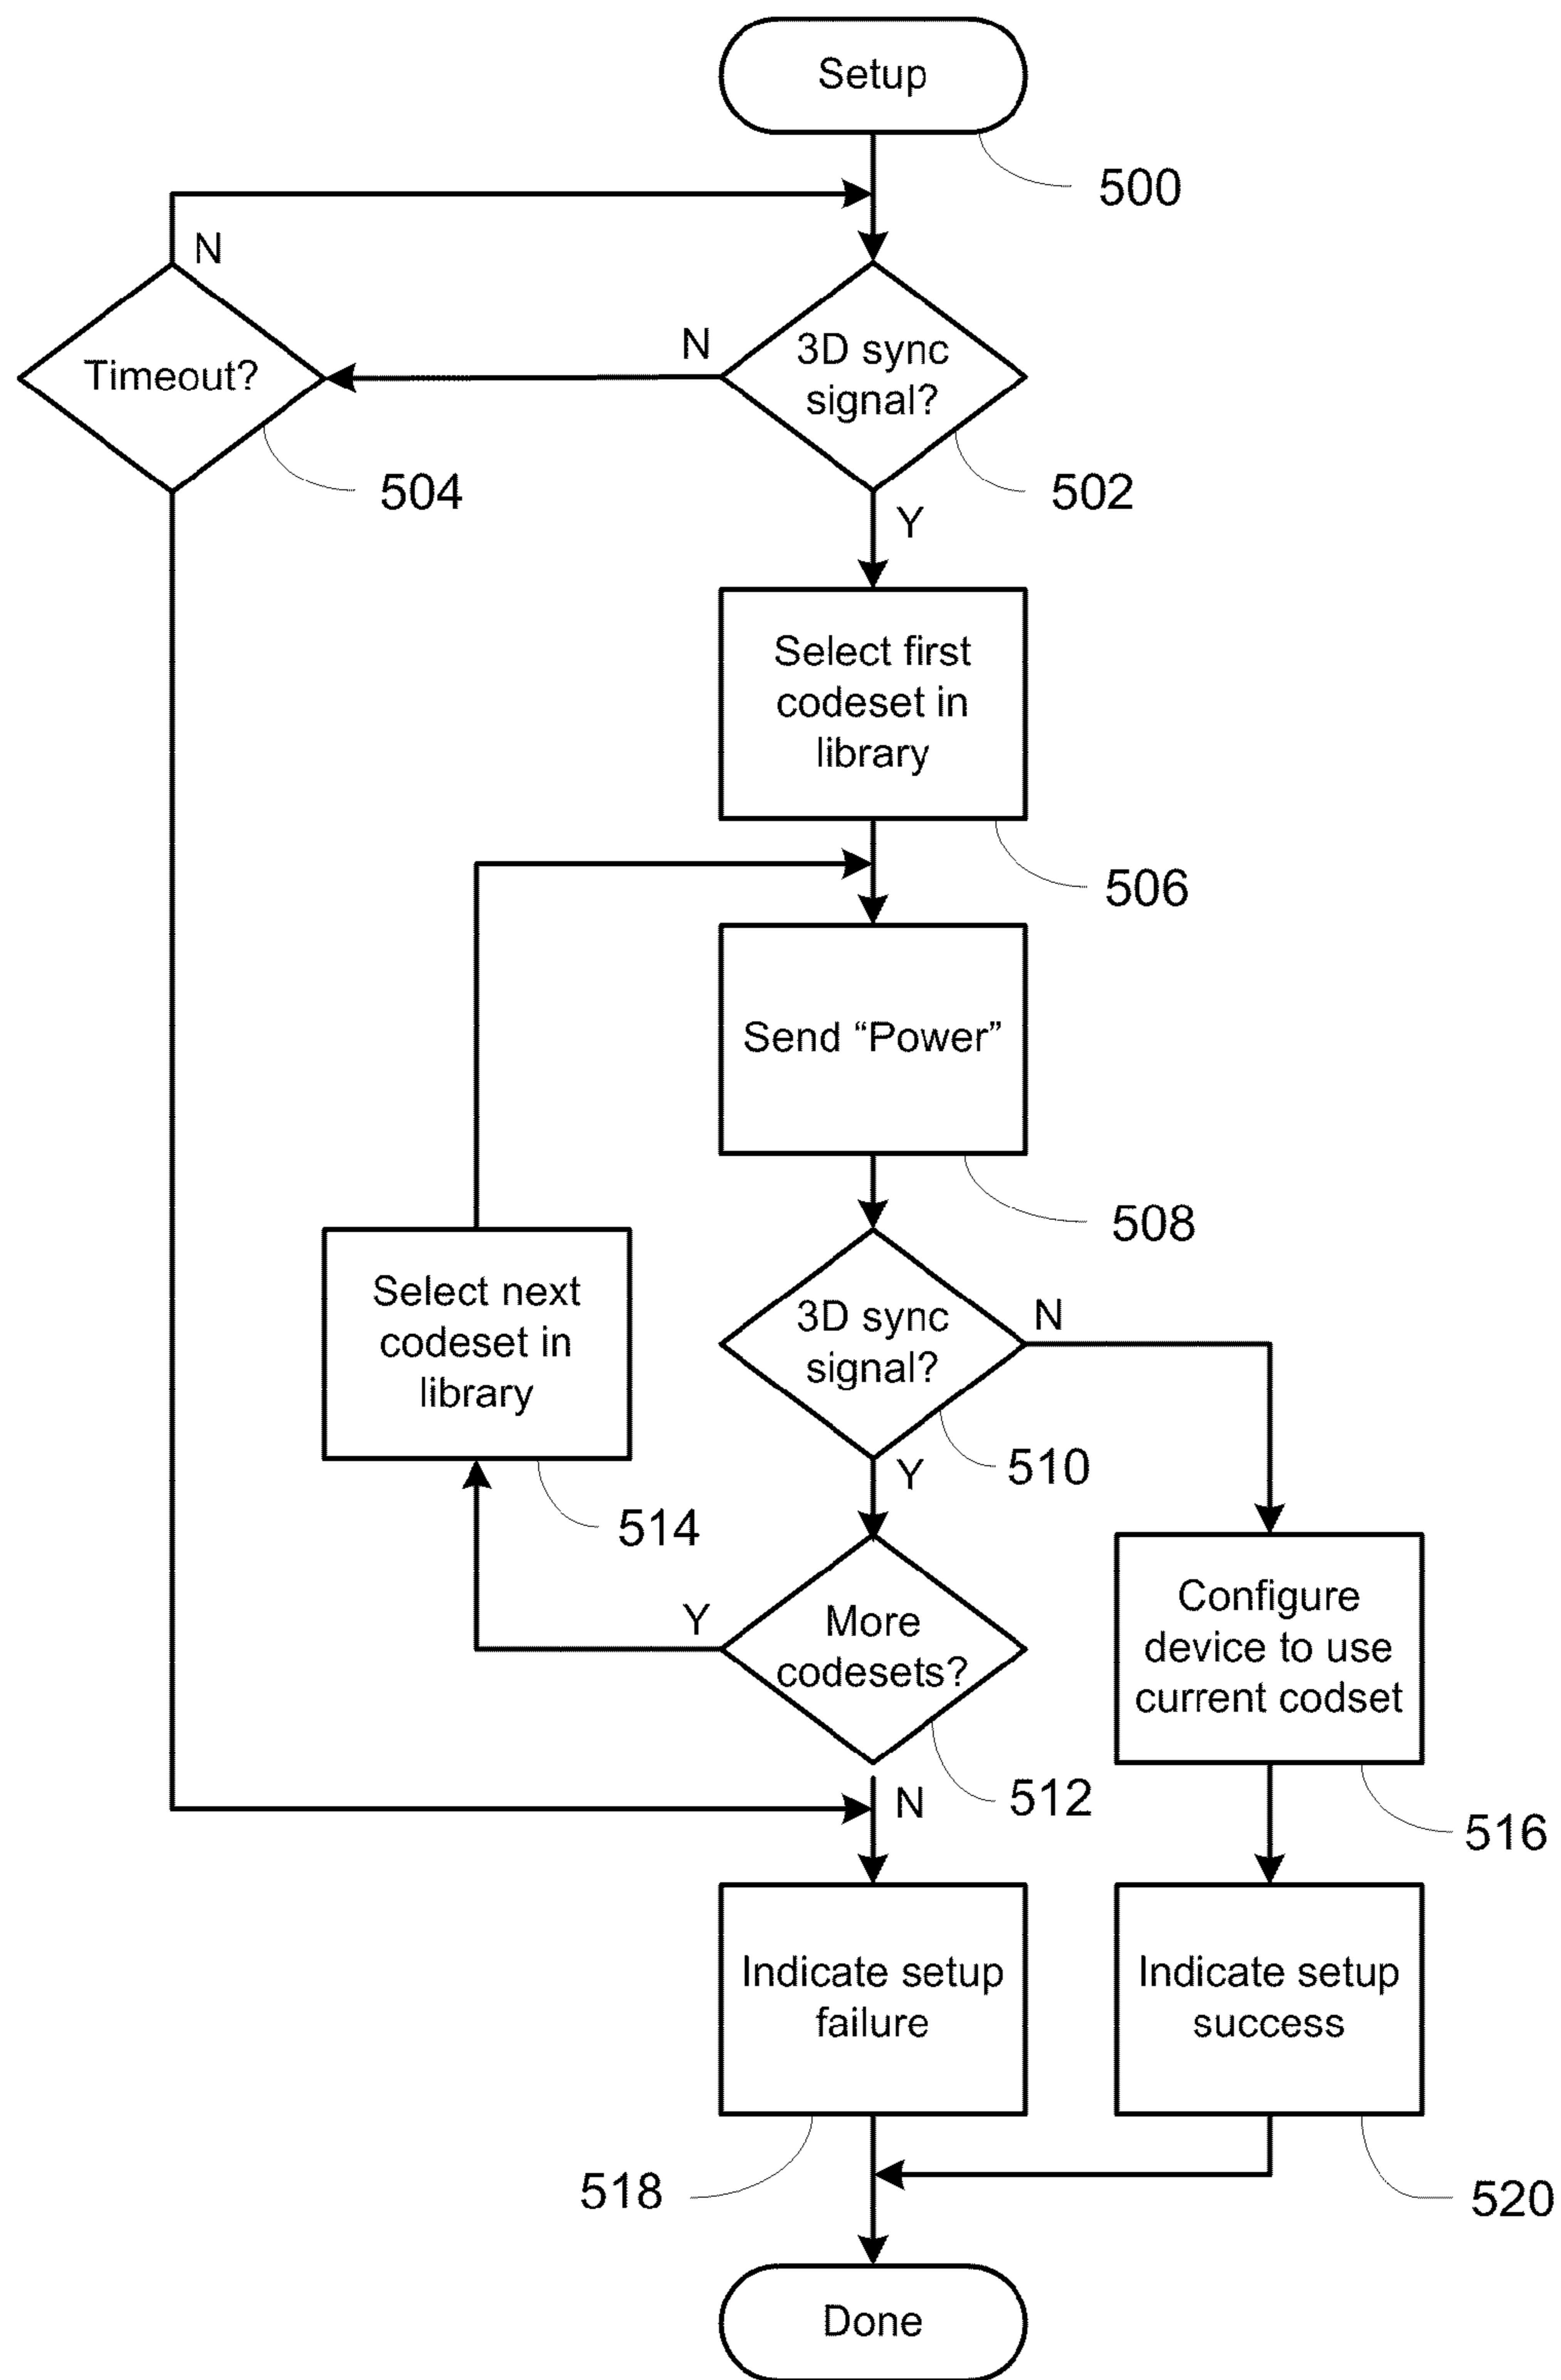 Setup
500
N
Timeout?
504
N
3D sync
signal?
502
Y
Select first
codeset in
library
506
Send “Power”
508
Select next
codeset in
library
514
3D sync
signal?
N
510
Y
Y
More
codesets?
512
N
Configure
device to use
current codset
516
Indicate setup
failure
518
Indicate setup
success
520
Done